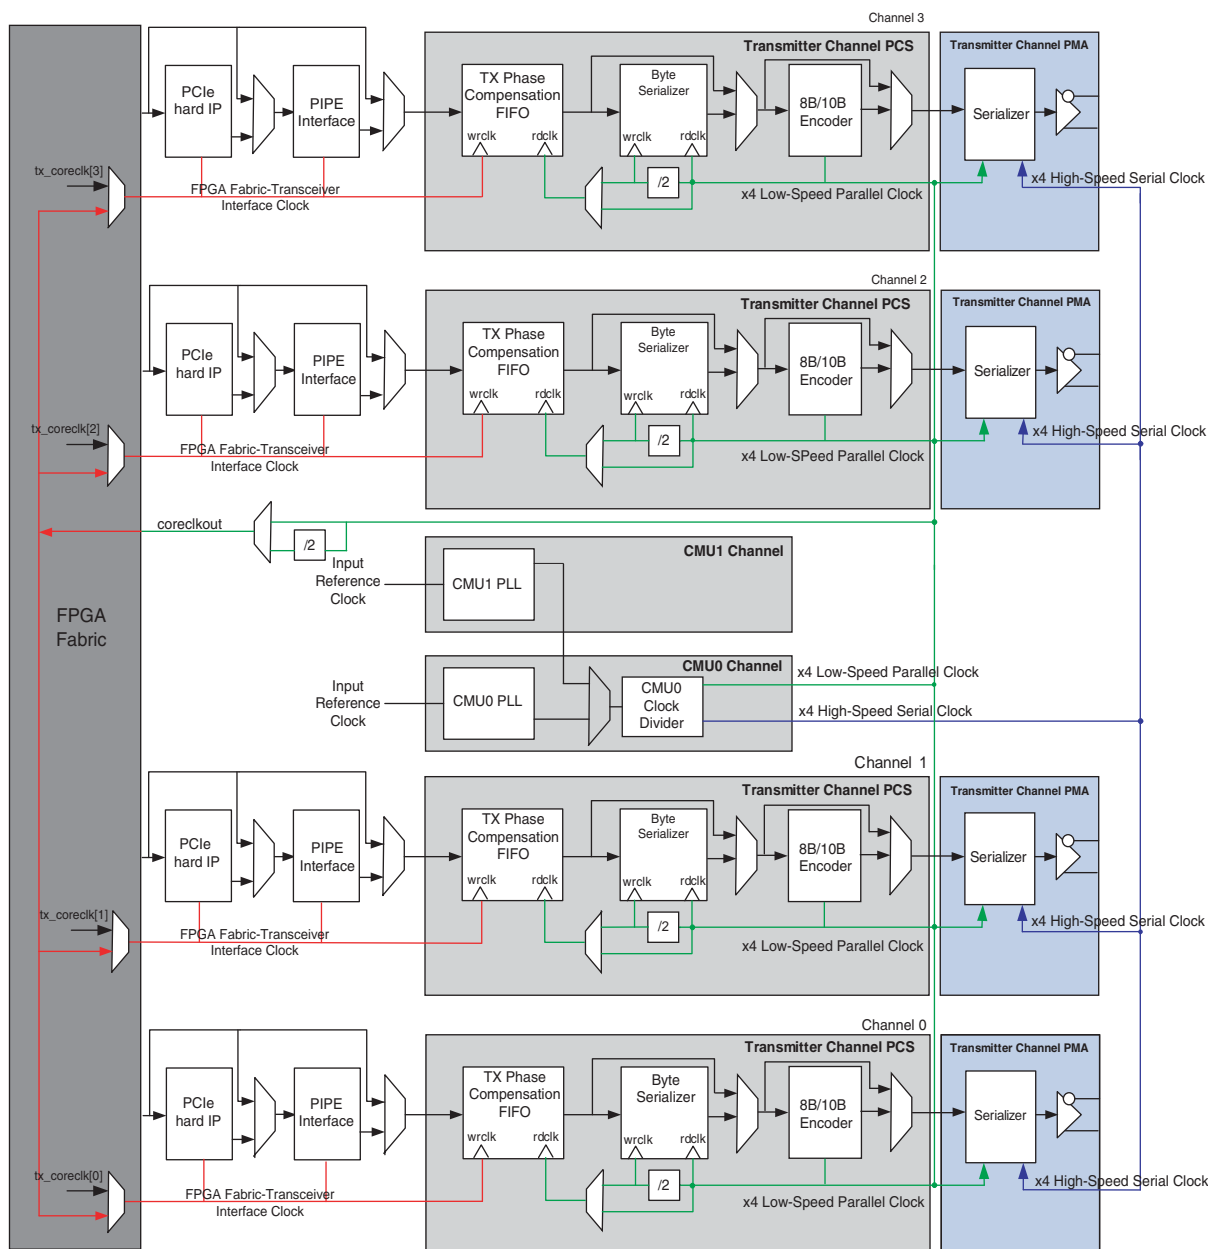 Channel 3
Transmitter Channel PCS
Transmitter Channel PMA
PCIe
hard IP
PIPE
Interface
TX Phase
Compensation
FIFO
wrclk
rdclk
Byte
Serializer
wrclk
rdclk
/2
8B/10B
Encoder
Serializer
tx_coreclk[3]
FPGA Fabric-Transceiver
Interface Clock
x4 Low-Speed Parallel Clock
x4 High-Speed Serial Clock
Channel 2
Transmitter Channel PCS
Transmitter Channel PMA
PCIe
hard IP
PIPE
Interface
TX Phase
Compensation
FIFO
wrclk
rdclk
Byte
Serializer
wrclk
rdclk
/2
8B/10B
Encoder
Serializer
tx_coreclk[2]
FPGA Fabric-Transceiver
Interface Clock
x4 Low-SPeed Parallel Clock
x4 High-Speed Serial Clock
coreclkout
/2
FPGA
Fabric
Input
Reference
Clock
CMU1 PLL
CMU1 Channel
Input
Reference
Clock
CMU0 PLL
CMU0 Channel
CMU0
Clock
Divider
x4 Low-Speed Parallel Clock
x4 High-Speed Serial Clock
Channel 1
Transmitter Channel PCS
Transmitter Channel PMA
PCIe
hard IP
PIPE
Interface
TX Phase
Compensation
FIFO
wrclk
rdclk
Byte
Serializer
wrclk
rdclk
/2
8B/10B
Encoder
Serializer
tx_coreclk[1]
FPGA Fabric-Transceiver
Interface Clock
x4 Low-Speed Parallel Clock
x4 High-Speed Serial Clock
Channel 0
Transmitter Channel PCS
Transmitter Channel PMA
PCIe
hard IP
PIPE
Interface
TX Phase
Compensation
FIFO
wrclk
rdclk
Byte
Serializer
wrclk
rdclk
/2
8B/10B
Encoder
Serializer
tx_coreclk[0]
FPGA Fabric-Transceiver
Interface Clock
x4 Low-Speed Parallel Clock
x4 High-Speed Serial Clock